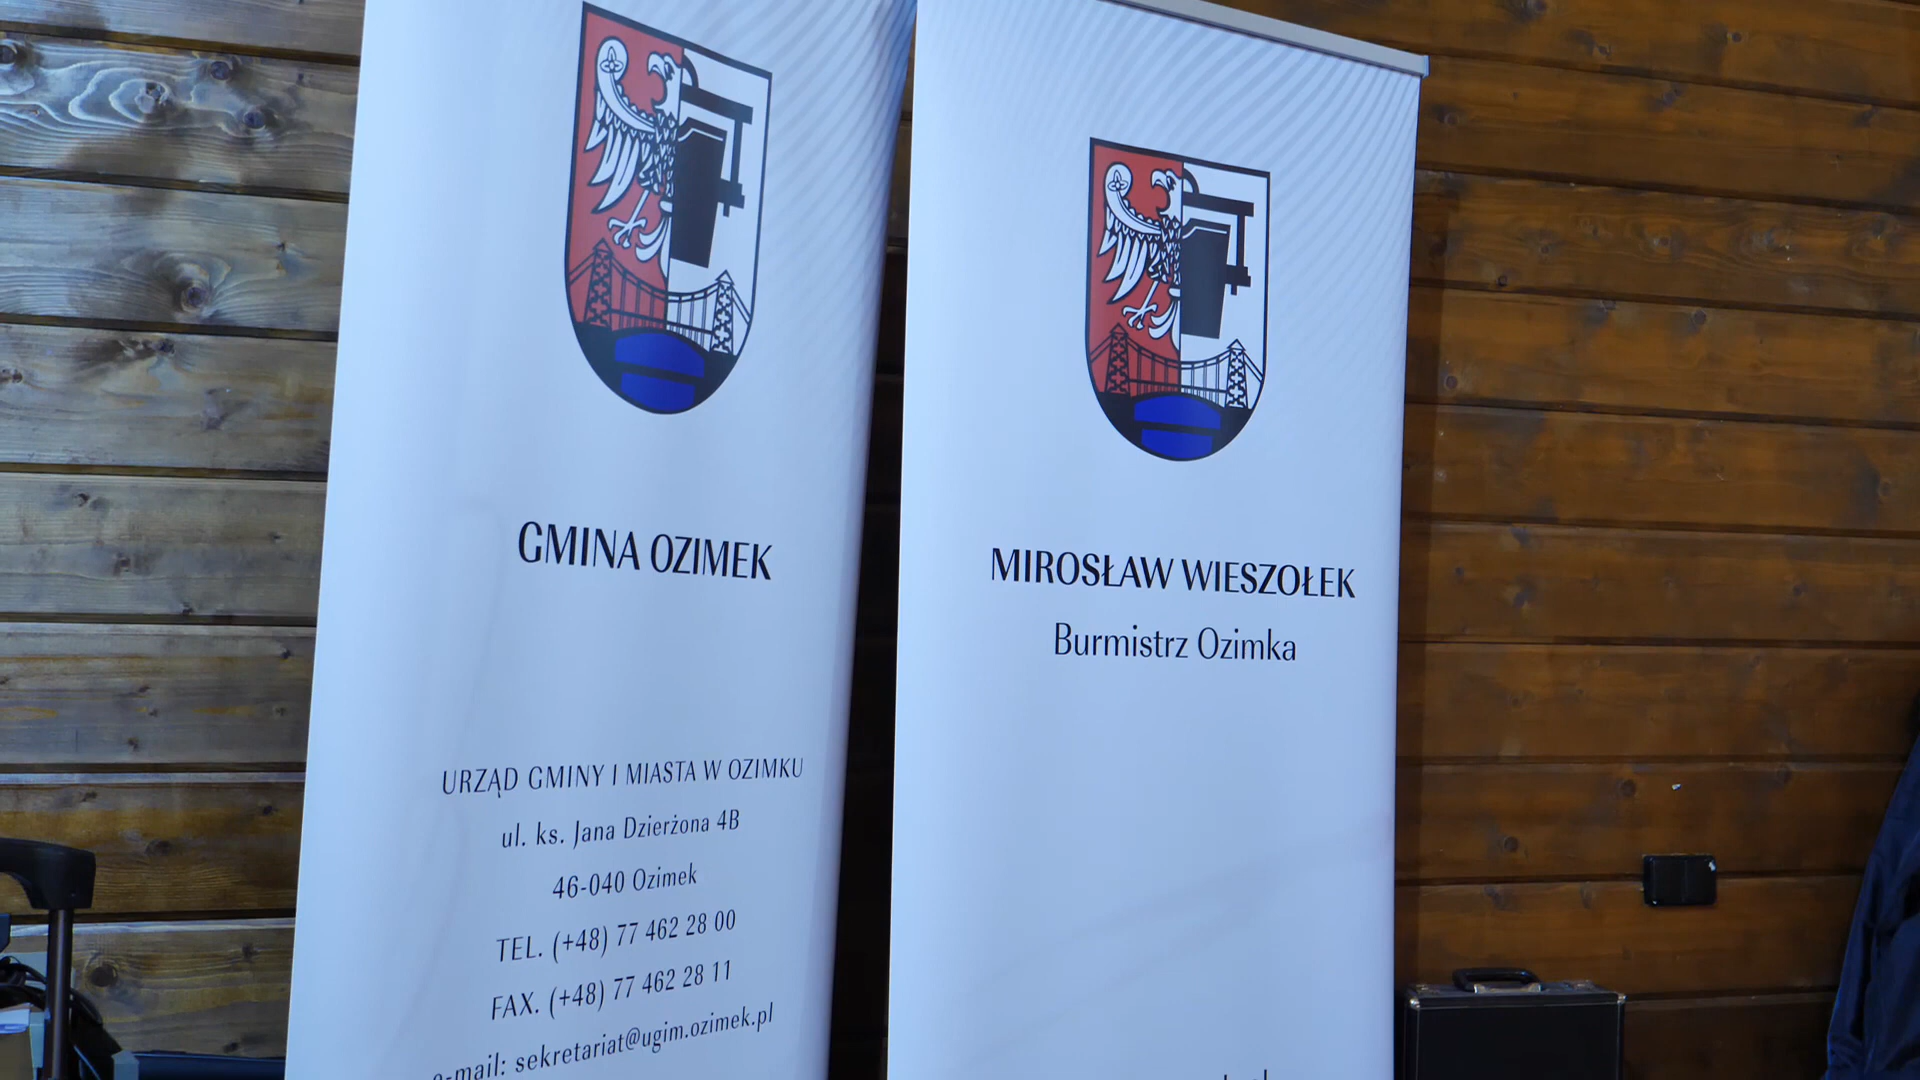 GMINA OZIMEK
URZĄD GMINY I MIASTA W OZIMKU
ul. ks. Jana Dzierżona 4B
46-040 Ozimek
TEL. (+48) 77 462 28 00
FAX. (+48) 77 462 28 11
e-mail: sekretariat@ugim.ozimek.pl
MIROSŁAW WIESZOŁEK
Burmistrz Ozimka